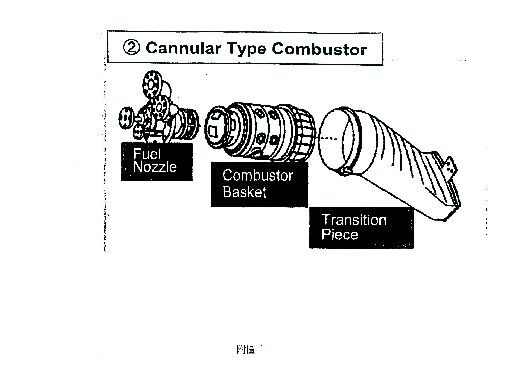 ② Cannular Type Combustor
Fuel
Nozzle
Combustor
Basket
Transition
Piece